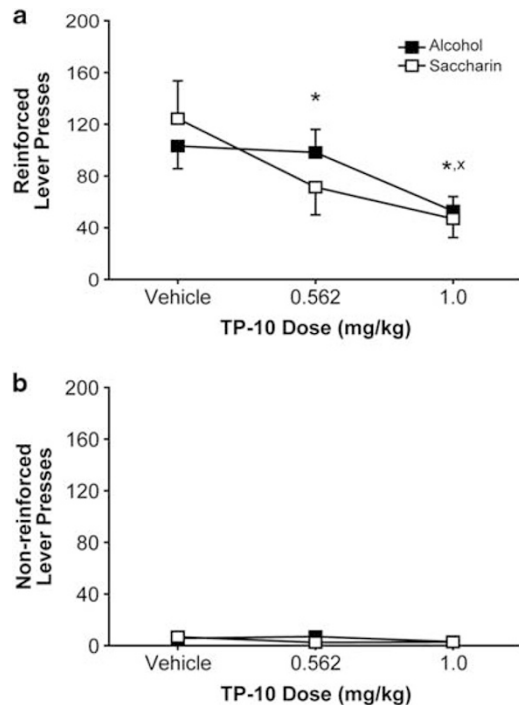 a
200
160
120
80
40
0
Reinforced
Lever Presses
Alcohol
Saccharin
*
*,x
Vehicle 0.562 1.0
TP-10 Dose (mg/kg)
b
200
160
120
80
40
0
Non-reinforced
Lever Presses
Vehicle 0.562 1.0
TP-10 Dose (mg/kg)